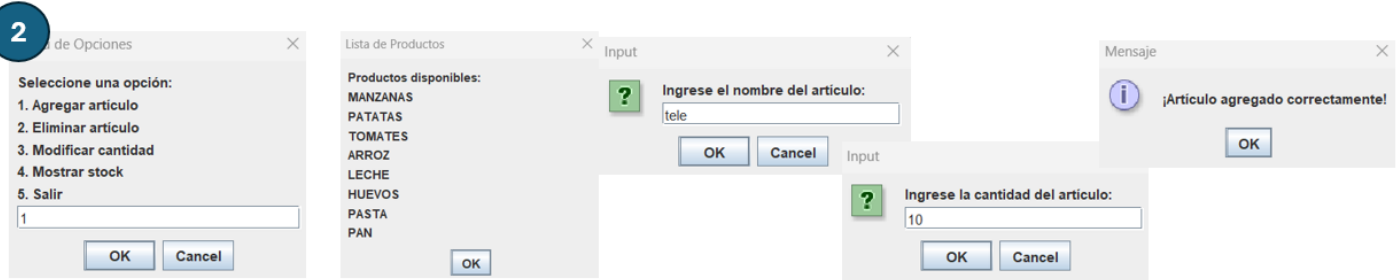 2
de Opciones
Seleccione una opción:
1. Agregar artículo
2. Eliminar artículo
3. Modificar cantidad
4. Mostrar stock
5. Salir
1
OK
Cancel
Lista de Productos
Productos disponibles:
MANZANAS
PATATAS
TOMATES
ARROZ
LECHE
HUEVOS
PASTA
PAN
OK
Input
Ingrese el nombre del artículo:
tele
OK
Cancel
Input
Ingrese la cantidad del artículo:
10
OK
Cancel
Mensaje
¡Artículo agregado correctamente!
OK